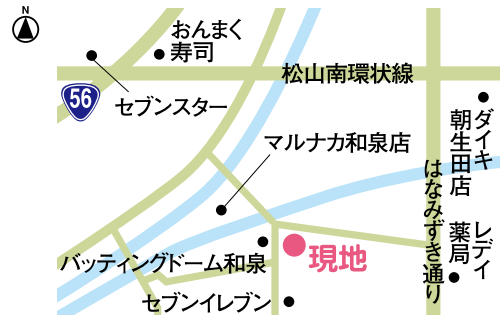 N
おんまく
寿司
松山南環状線
56
セブンスター
ダイキ
朝生田店
マルナカ和泉店
はなみずき通り
レデイ
薬局
現地
バッティングドーム和泉
セブンイレブン